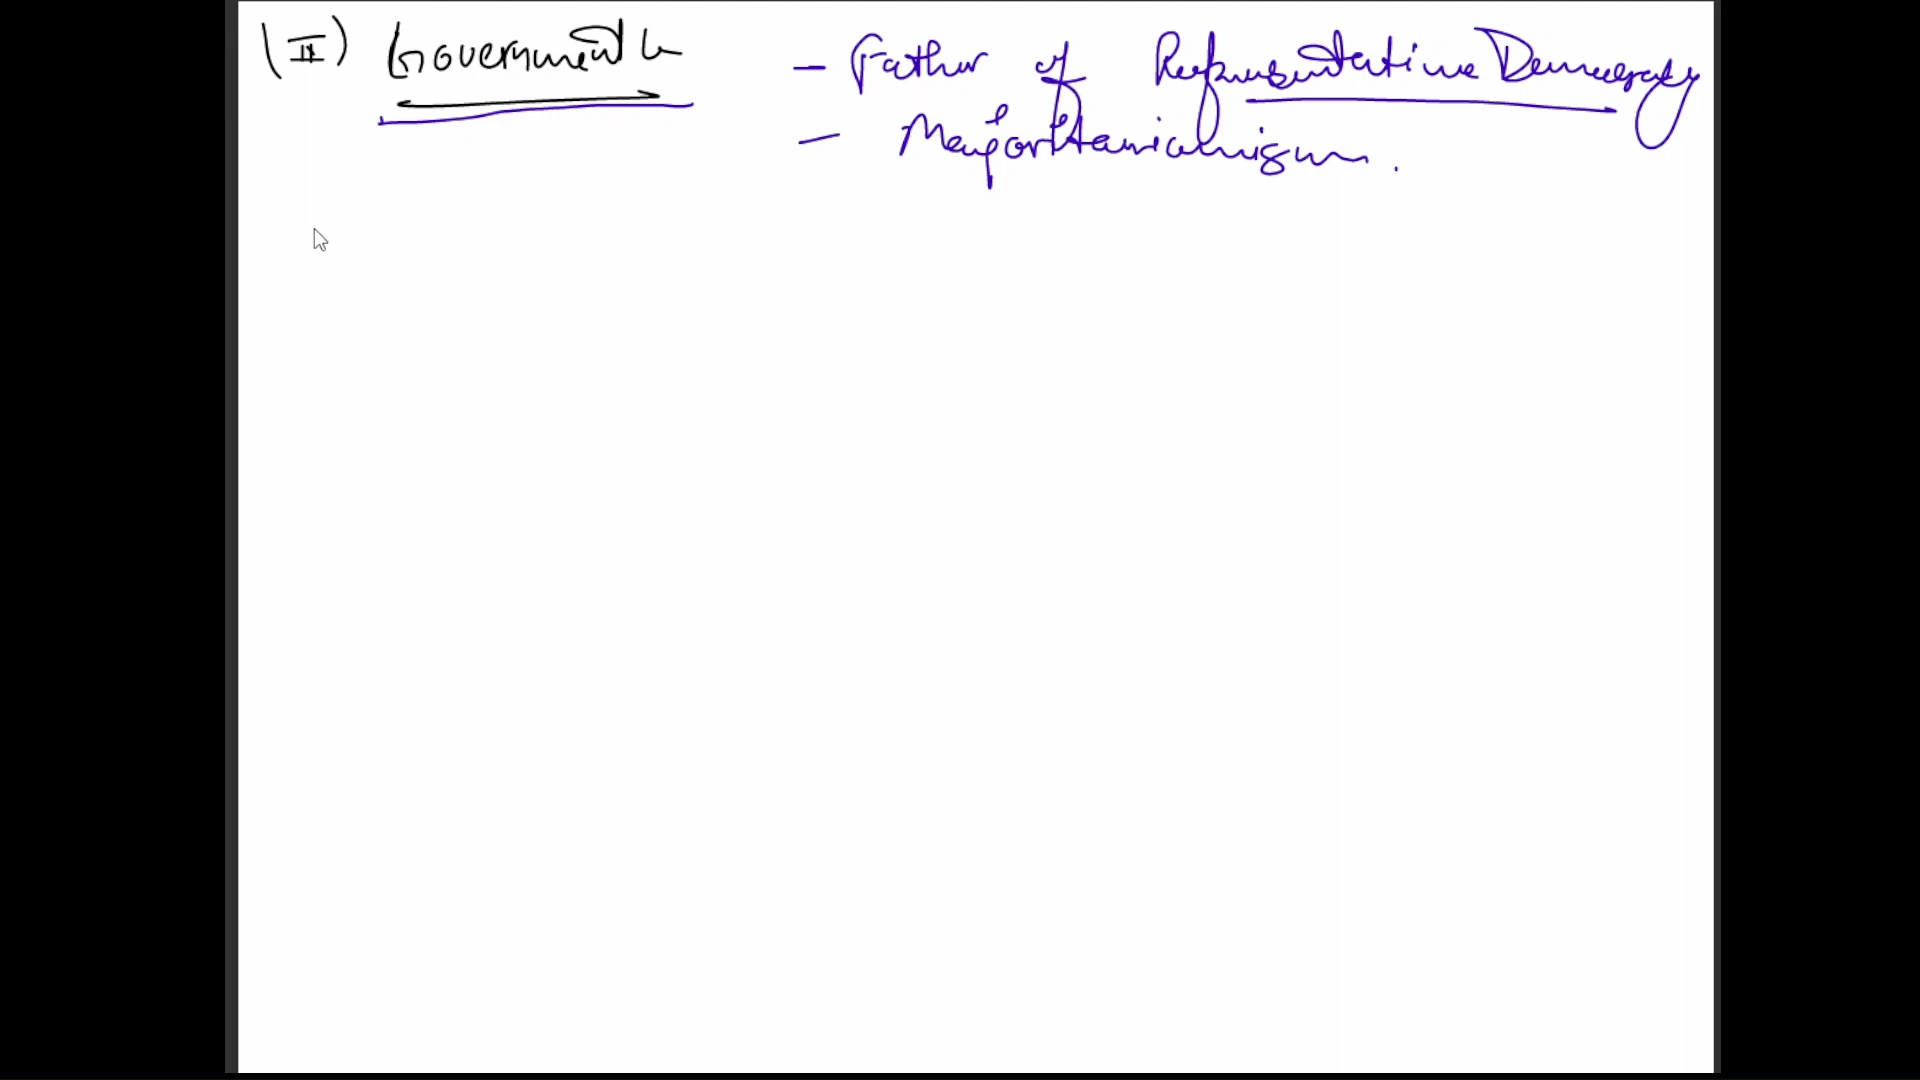 (II) Government - Father of Representative Democracy
- Majoritarianism.